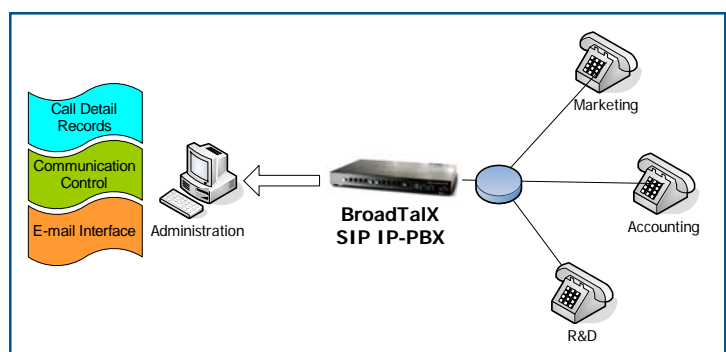 Call Detail
Records
Communication
Control
E-mail Interface
Administration
BroadTalX
SIP IP-PBX
Marketing
Accounting
R&D